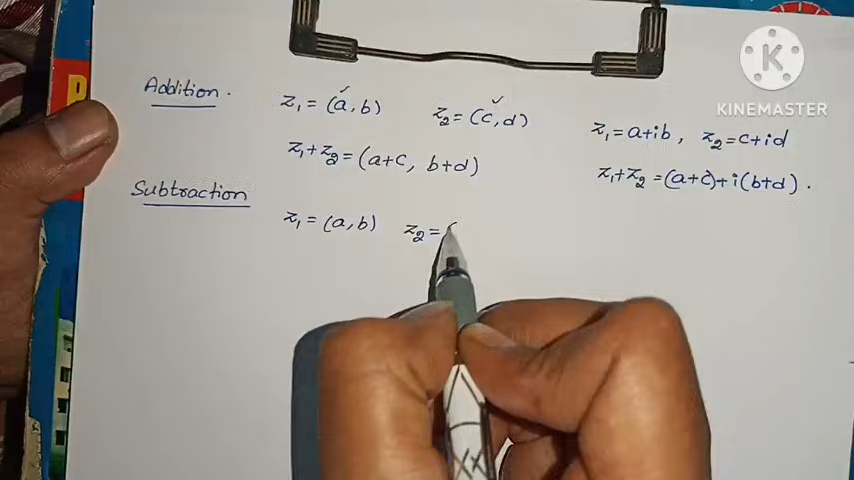 Addition.
z₁ = (a, b) z₂ = (c, d)
z₁ = a+ib, z₂ = c+id
z₁+z₂ = (a+c, b+d)
z₁+z₂ = (a+c)+i(b+d).
Subtraction
z₁ = (a, b) z₂ = (
K
KINEMASTER